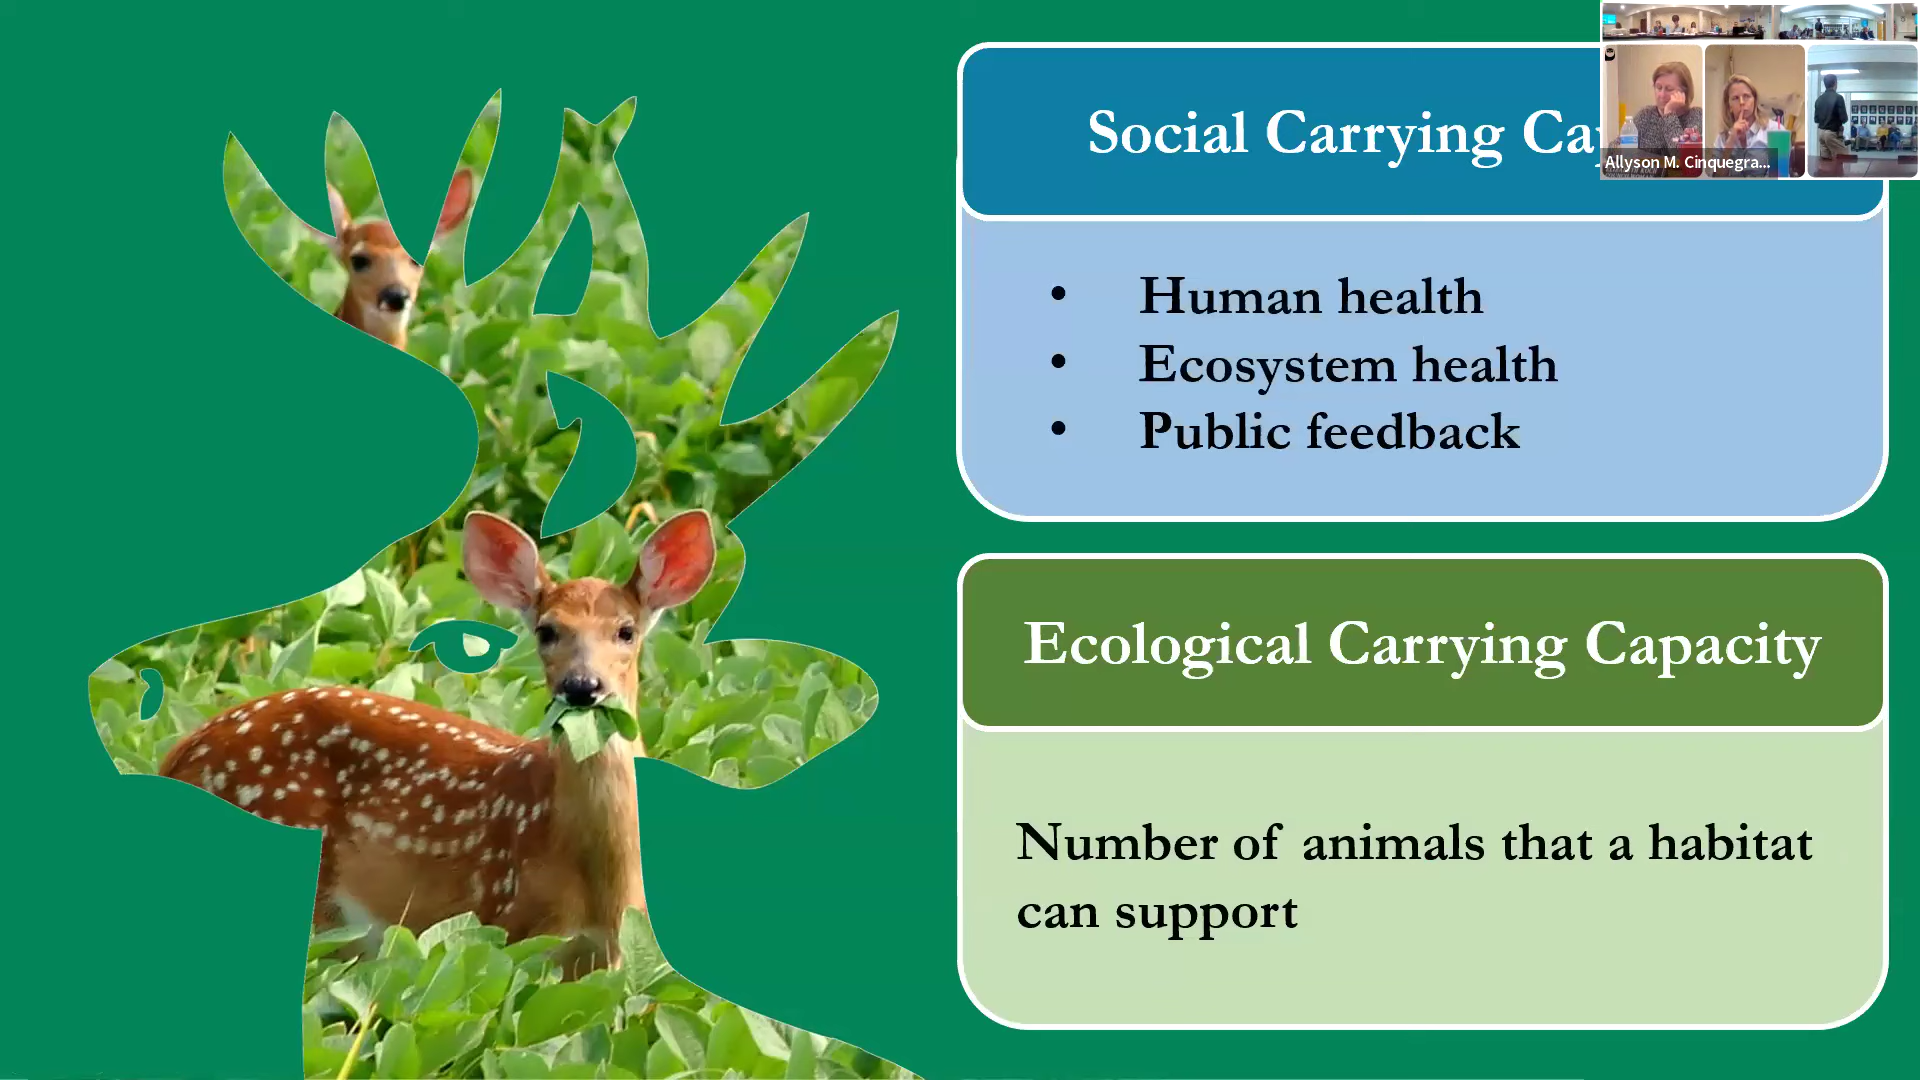 Social Carrying Ca
Allyson M. Cinquegra...
• Human health
• Ecosystem health
• Public feedback
Ecological Carrying Capacity
Number of animals that a habitat
can support